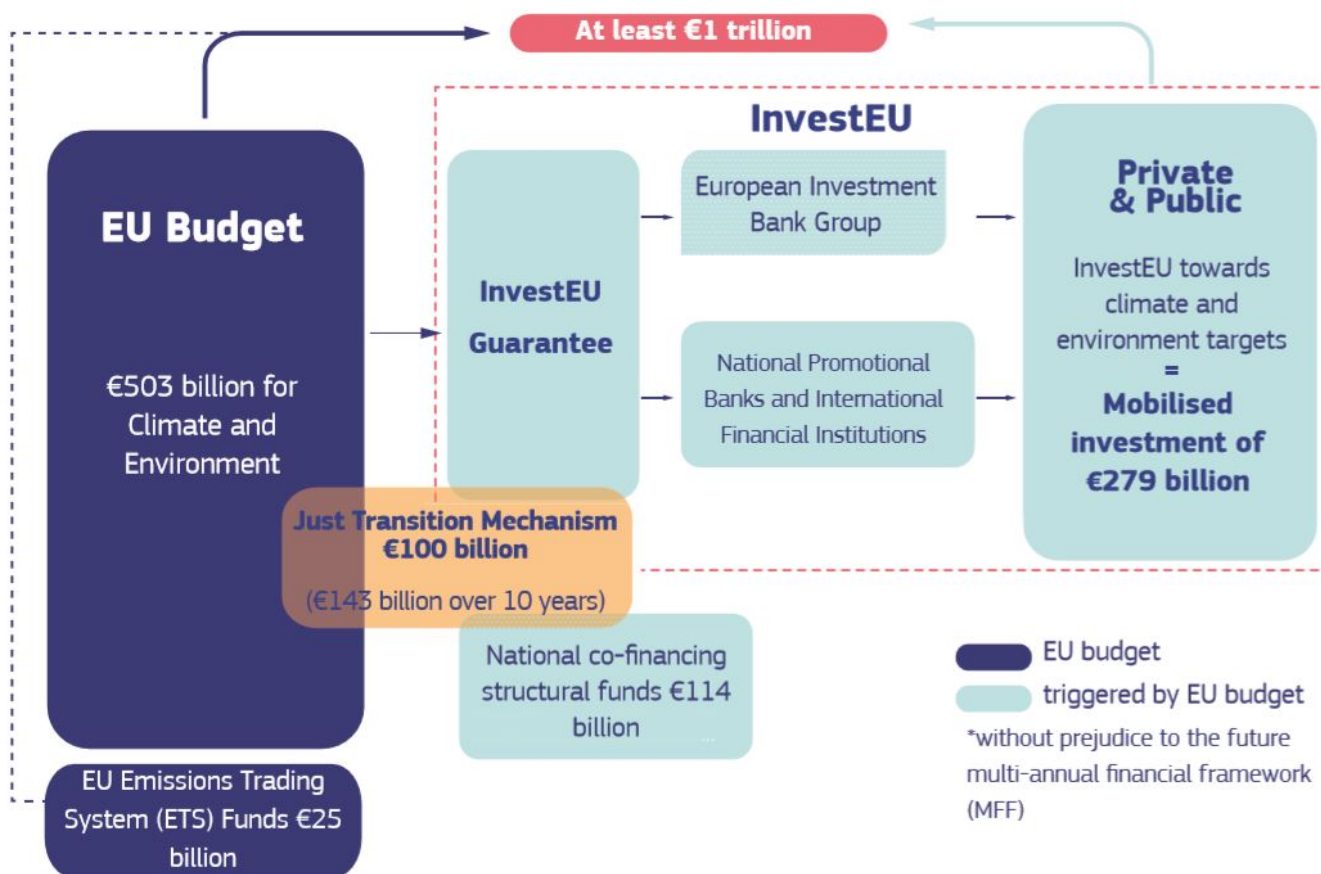 At least €1 trillion
EU Budget
€503 billion for
Climate and
Environment
InvestEU
InvestEU
Guarantee
European Investment
Bank Group
National Promotional
Banks and International
Financial Institutions
Private
& Public
InvestEU towards
climate and
environment targets
=
Mobilised
investment of
€279 billion
Just Transition Mechanism
€100 billion
(€143 billion over 10 years)
National co-financing
structural funds €114
billion ...
EU Emissions Trading
System (ETS) Funds €25
billion
EU budget
triggered by EU budget
*without prejudice to the future
multi-annual financial framework
(MFF)